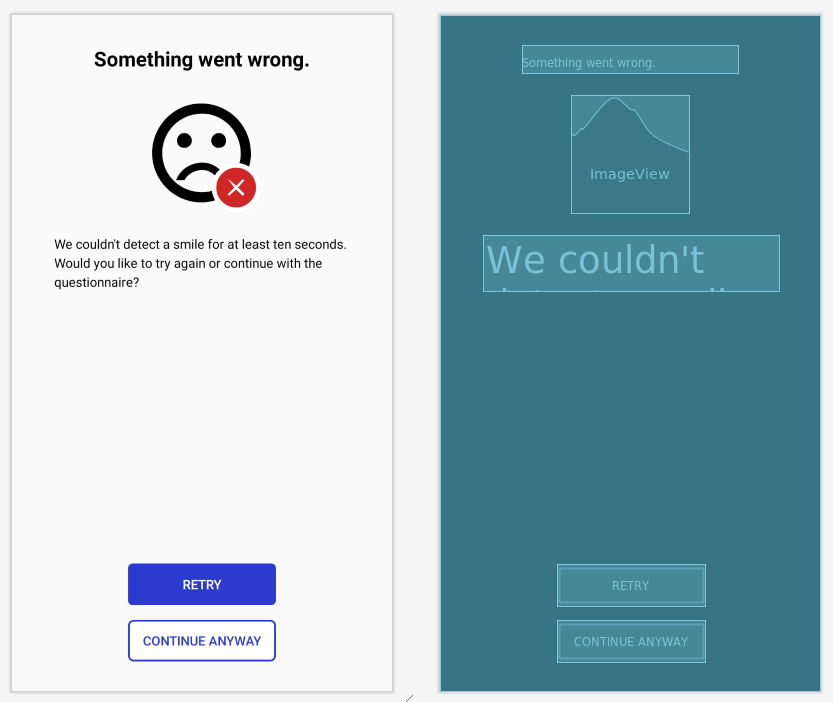 Something went wrong.
We couldn't detect a smile for at least ten seconds.
Would you like to try again or continue with the
questionnaire?
RETRY
CONTINUE ANYWAY
Something went wrong.
ImageView
We couldn't
RETRY
CONTINUE ANYWAY